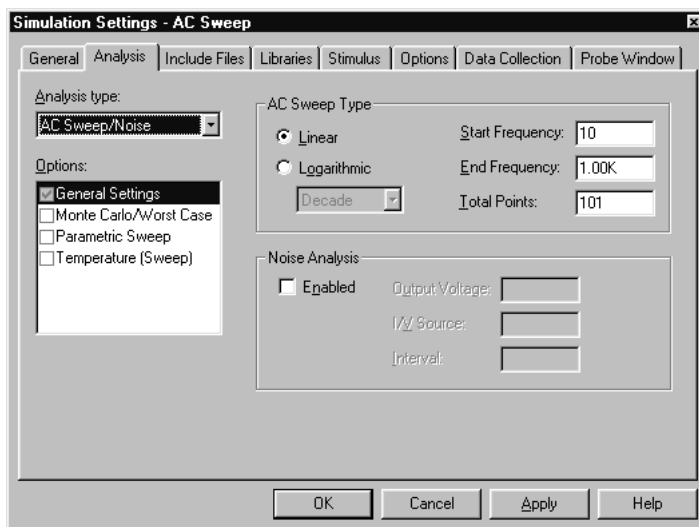 Simulation Settings - AC Sweep
General Analysis Include Files Libraries Stimulus Options Data Collection Probe Window
Analysis type:
AC Sweep/Noise
Options:
General Settings
Monte Carlo/Worst Case
Parametric Sweep
Temperature (Sweep)
AC Sweep Type
Linear
Logarithmic
Decade
Start Frequency: 10
End Frequency: 1.00K
Total Points: 101
Noise Analysis
Enabled
Output Voltage:
I/V Source:
Interval:
OK Cancel Apply Help